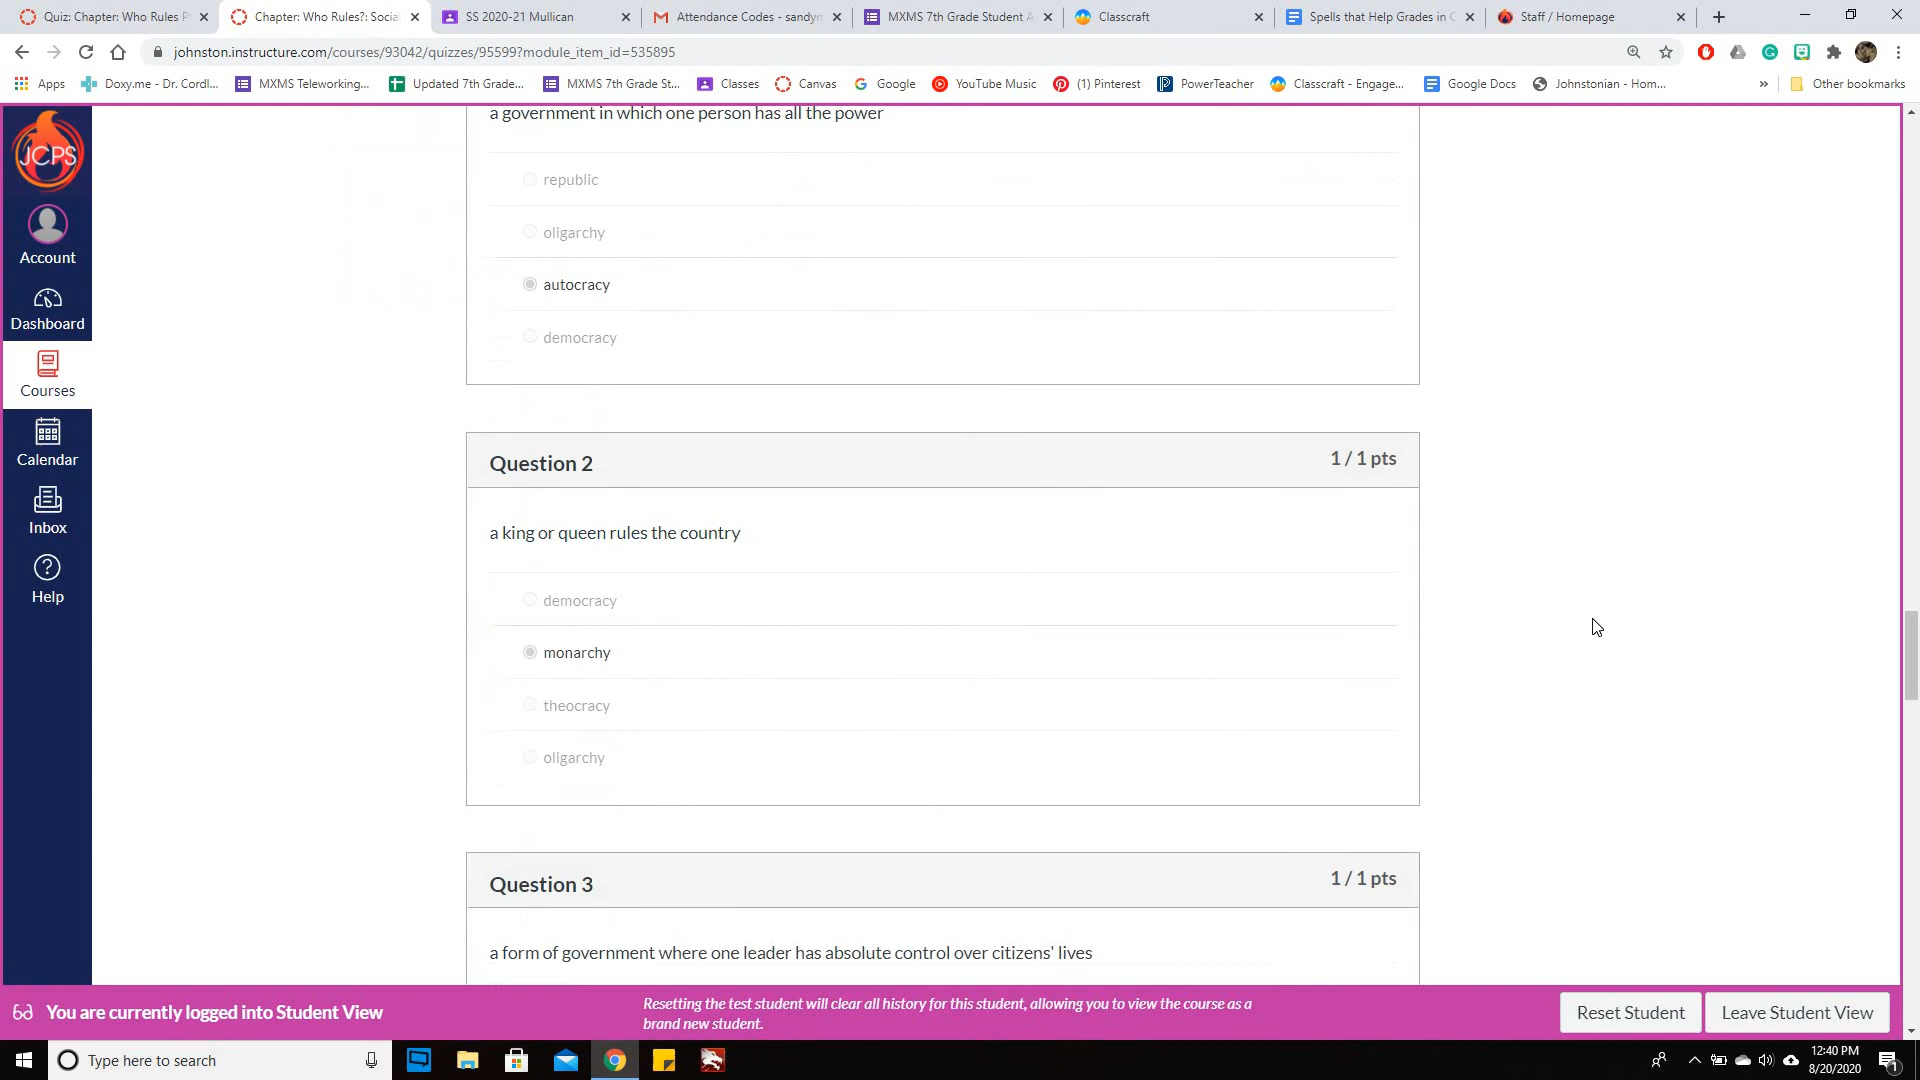 Quiz: Chapter: Who Rules P
Chapter: Who Rules?: Social
SS 2020-21 Mullican
Attendance Codes - sandym
MXMS 7th Grade Student A
Classcraft
Spells that Help Grades in C
Staff / Homepage
johnston.instructure.com/courses/93042/quizzes/95599?module_item_id=535895
Apps
Doxy.me - Dr. Cordl...
MXMS Teleworking...
Updated 7th Grade...
MXMS 7th Grade St...
Classes
Canvas
Google
YouTube Music
(1) Pinterest
PowerTeacher
Classcraft - Engage...
Google Docs
Johnstonian - Hom...
»
Other bookmarks
JCPS
Account
Dashboard
Courses
Calendar
Inbox
Help
a government in which one person has all the power
republic
oligarchy
autocracy
democracy
Question 2
1 / 1 pts
a king or queen rules the country
democracy
monarchy
theocracy
oligarchy
Question 3
1 / 1 pts
a form of government where one leader has absolute control over citizens' lives
You are currently logged into Student View
Resetting the test student will clear all history for this student, allowing you to view the course as a
brand new student.
Reset Student
Leave Student View
Type here to search
12:40 PM
8/20/2020
1